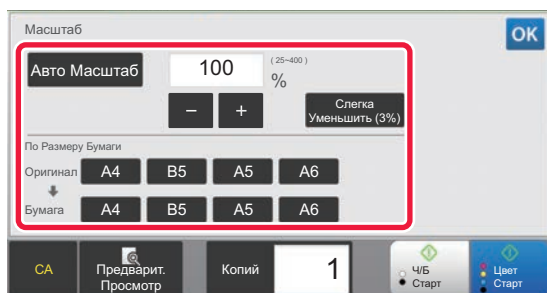 Масштаб
OK
Авто Масштаб
100
(25~400)
%
−
+
Слегка
Уменьшить (3%)
По Размеру Бумаги
Оригинал A4 B5 A5 A6
Бумага A4 B5 A5 A6
CA
Предварит.
Просмотр
Копий
1
Ч/Б
Старт
Цвет
Старт